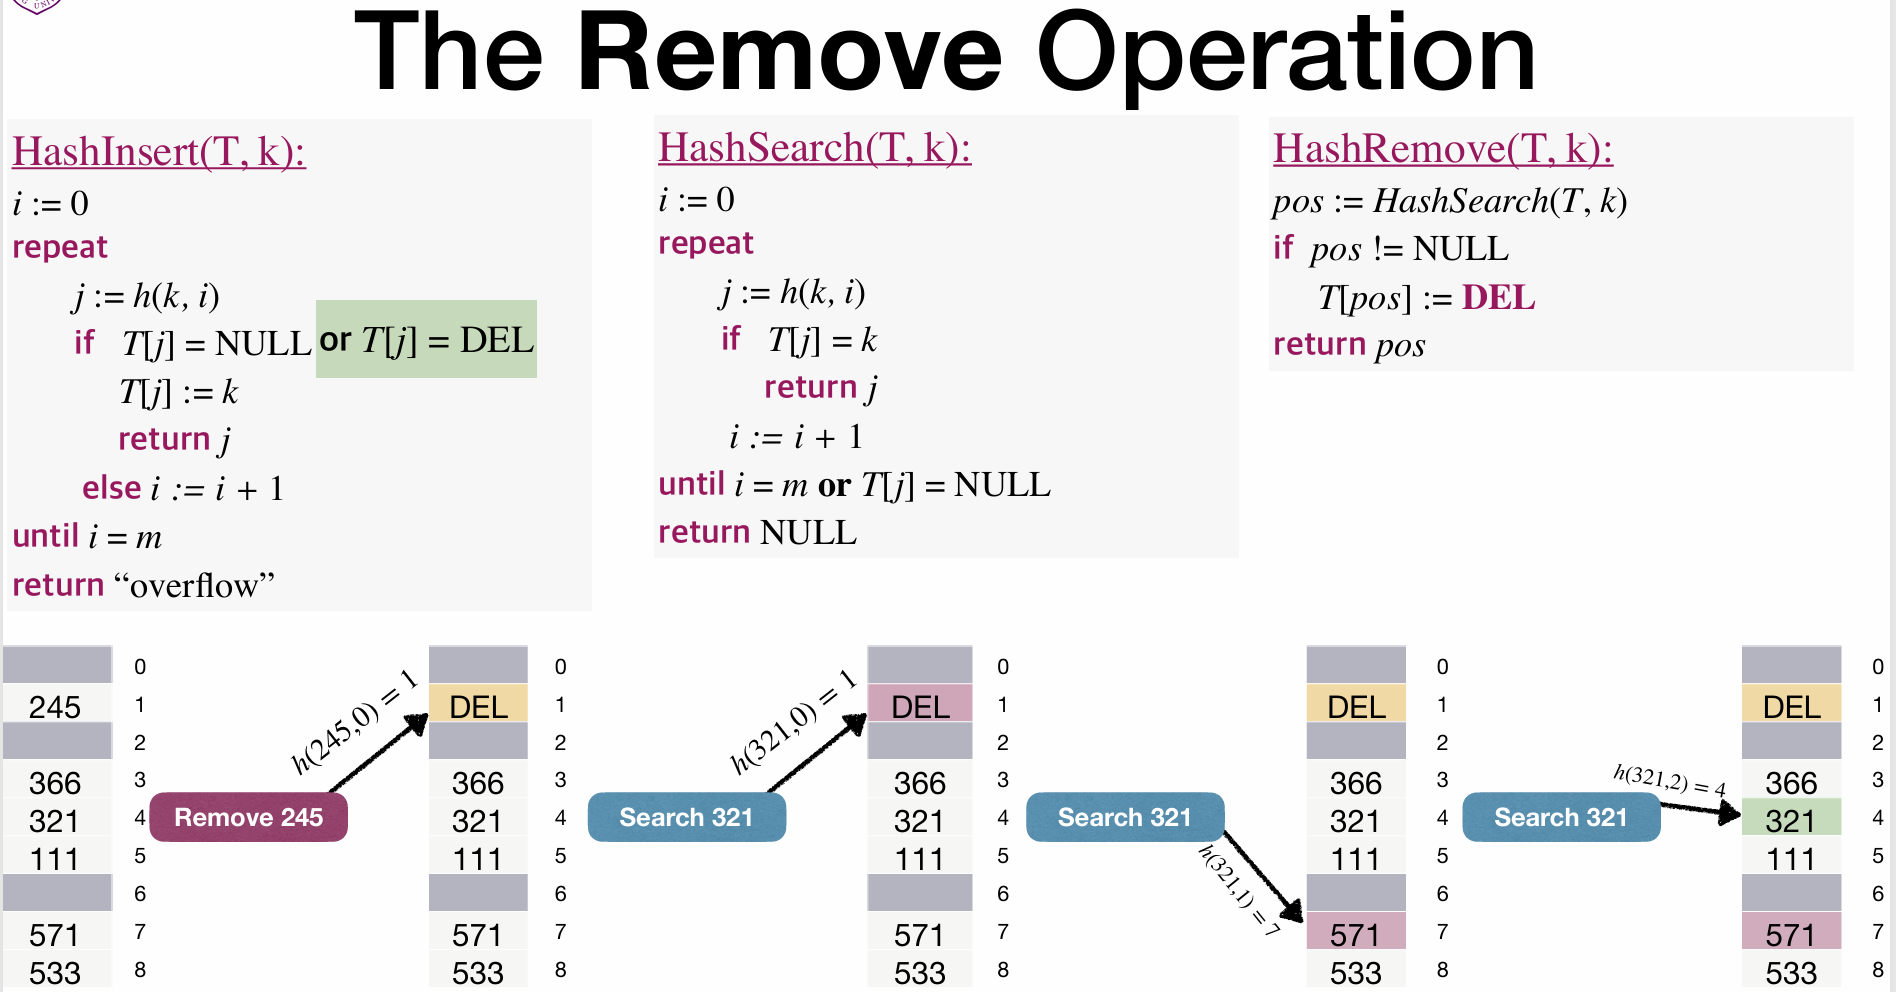 The Remove Operation
HashInsert(T, k):
i := 0
repeat
j := h(k, i)
if T[j] = NULL or T[j] = DEL
T[j] := k
return j
else i := i + 1
until i = m
return “overflow”
HashSearch(T, k):
i := 0
repeat
j := h(k, i)
if T[j] = k
return j
i := i + 1
until i = m or T[j] = NULL
return NULL
HashRemove(T, k):
pos := HashSearch(T, k)
if pos != NULL
T[pos] := DEL
return pos
0
245 1
2
366 3
321 4
111 5
6
571 7
533 8
Remove 245
h(245,0) = 1
0
DEL 1
2
366 3
321 4
111 5
6
571 7
533 8
Search 321
h(321,0) = 1
0
DEL 1
2
366 3
321 4
111 5
6
571 7
533 8
Search 321
h(321,1) = 7
0
DEL 1
2
366 3
321 4
111 5
6
571 7
533 8
Search 321
h(321,2) = 4
0
DEL 1
2
366 3
321 4
111 5
6
571 7
533 8